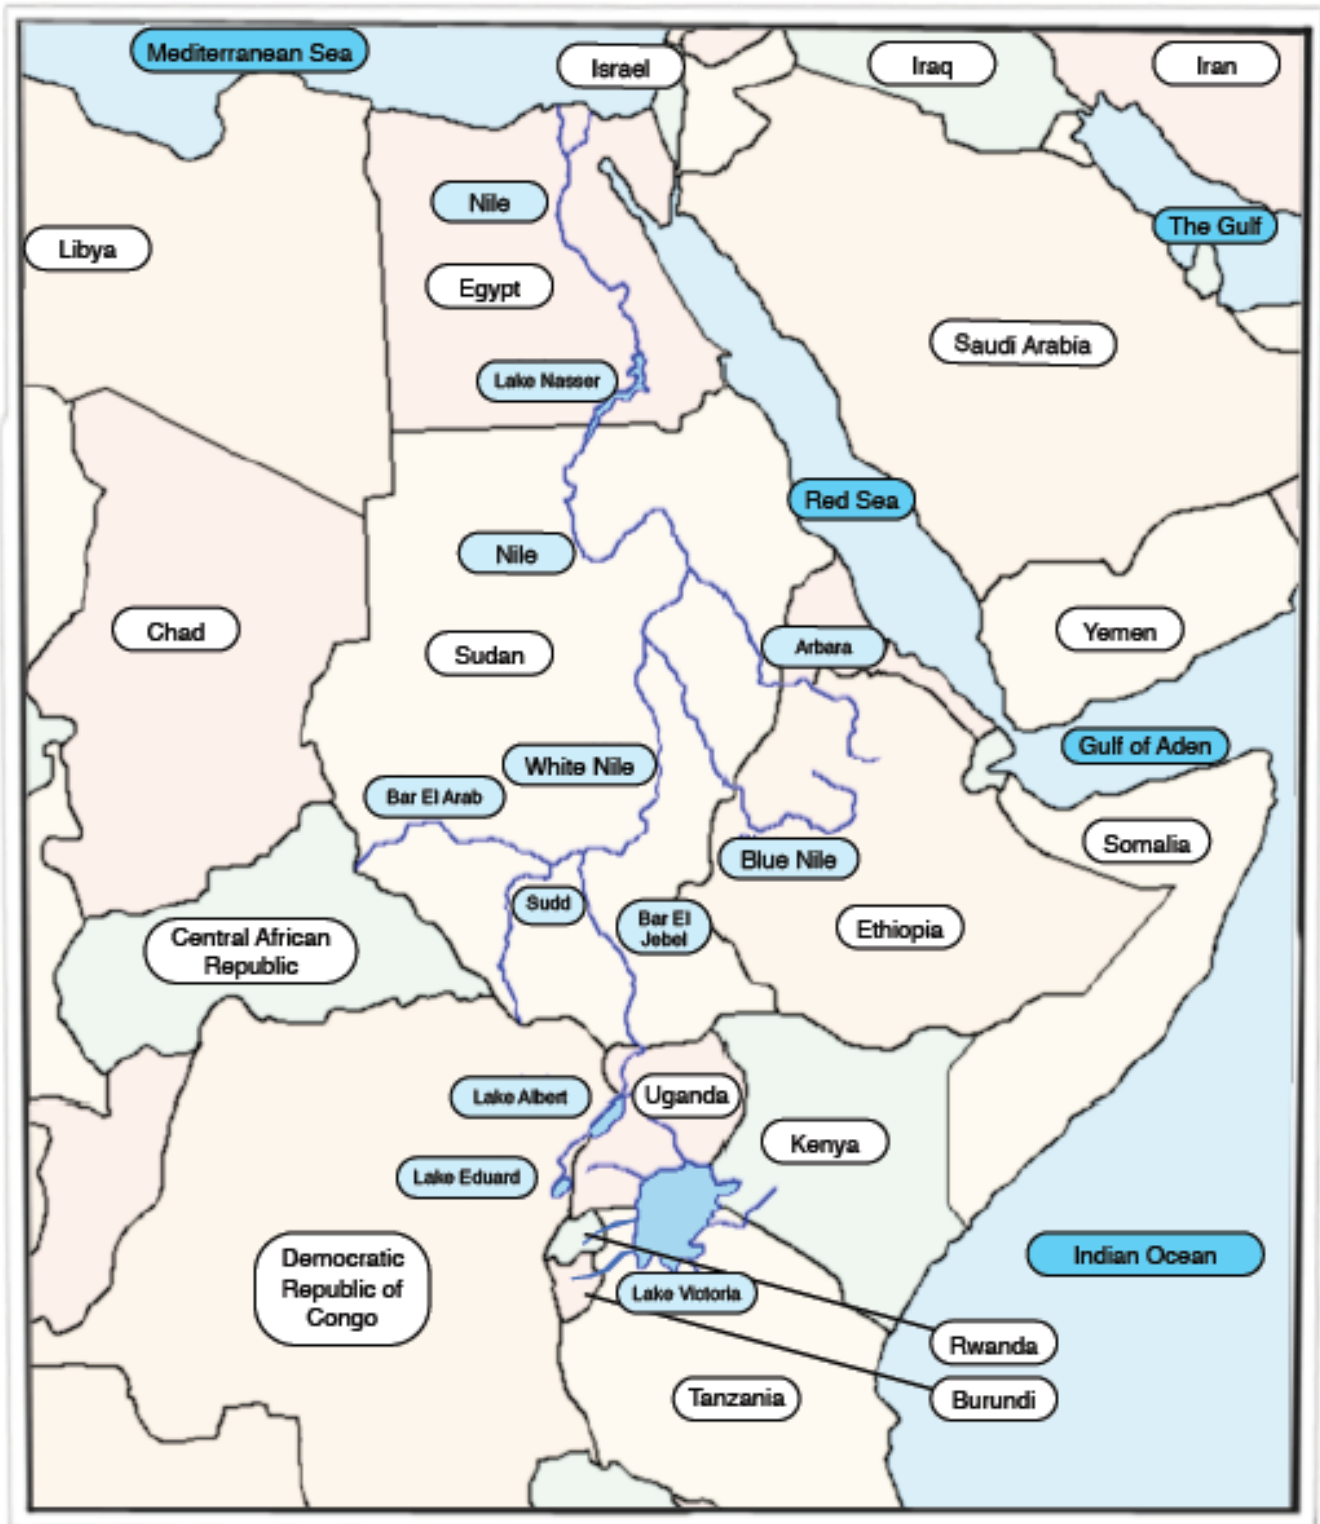 Mediterranean Sea
Israel
Iraq
Iran
Nile
The Gulf
Libya
Egypt
Saudi Arabia
Lake Nasser
Red Sea
Nile
Chad
Yemen
Arbara
Sudan
Gulf of Aden
White Nile
Bar El Arab
Somalia
Blue Nile
Sudd
Bar El
Jebel
Ethiopia
Central African
Republic
Lake Albert
Uganda
Kenya
Lake Eduard
Indian Ocean
Democratic
Republic of
Congo
Lake Victoria
Rwanda
Tanzania
Burundi